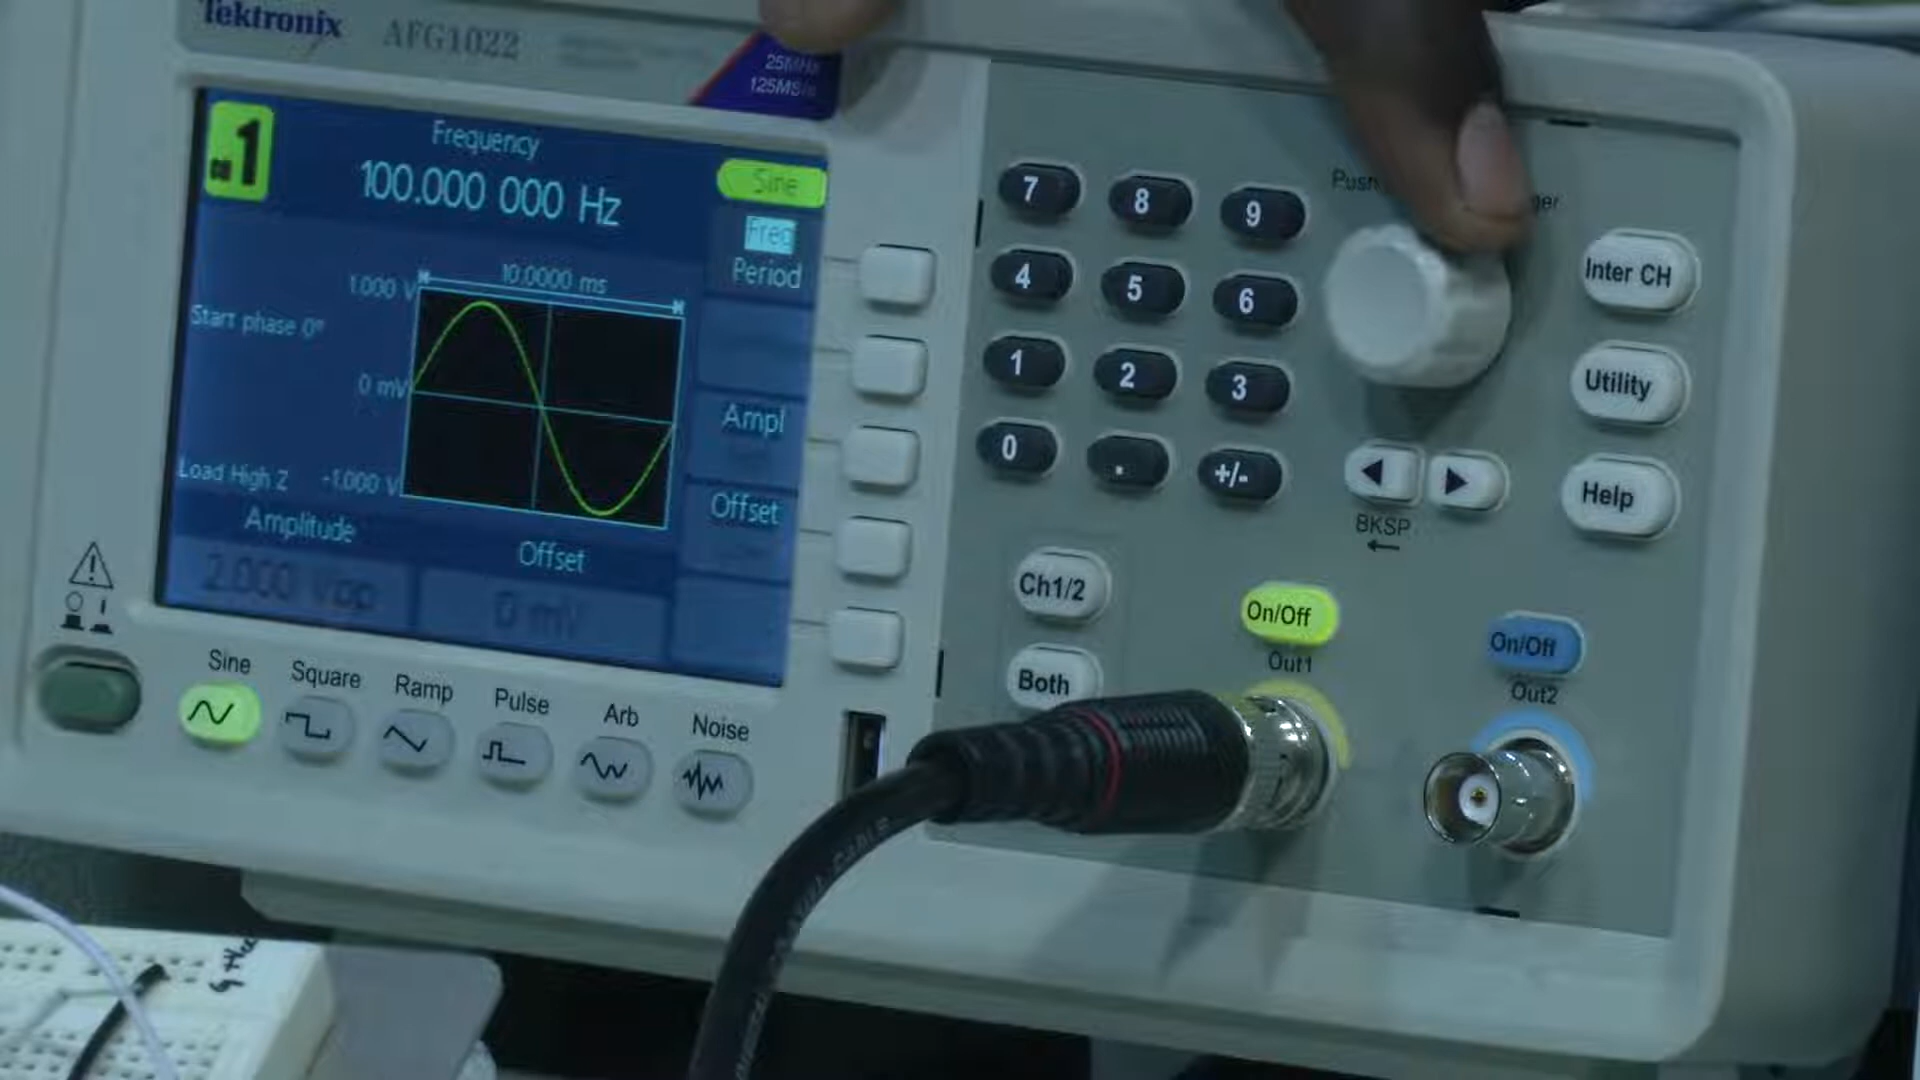 Tektronix AFG1022
25MHz
125MS/s
1
Frequency
100.000 000 Hz
Sine
Freq
Period
10.0000 ms
1.000 V
Start phase 0°
0 mV
Load High Z
-1.000 V
Ampl
Offset
Amplitude
Offset
2.000 Vpp
0 mV
7
8
9
4
5
6
1
2
3
0
.
+/-
Push
Inter CH
Utility
Help
BKSP
Ch1/2
Both
On/Off
Out1
On/Off
Out2
Sine
Square
Ramp
Pulse
Arb
Noise